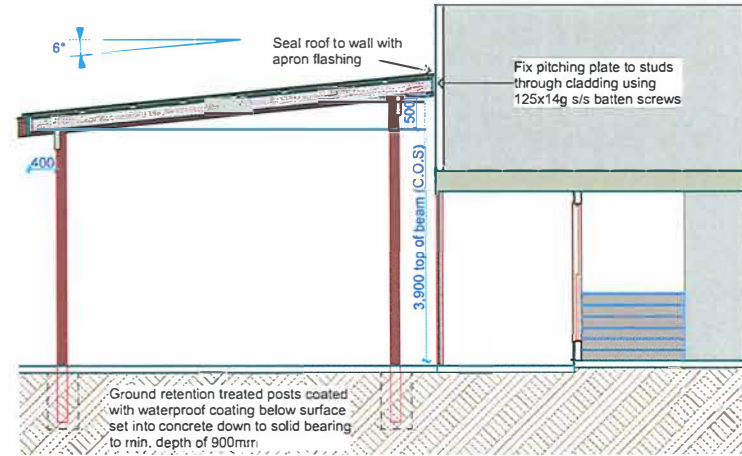 6°
Seal roof to wall with
apron flashing
Fix pitching plate to studs
through cladding using
125x14g s/s batten screws
500
400
3,900 top of beam (C.O.S)
Ground retention treated posts coated
with waterproof coating below surface
set into concrete down to solid bearing
to min. depth of 900mm